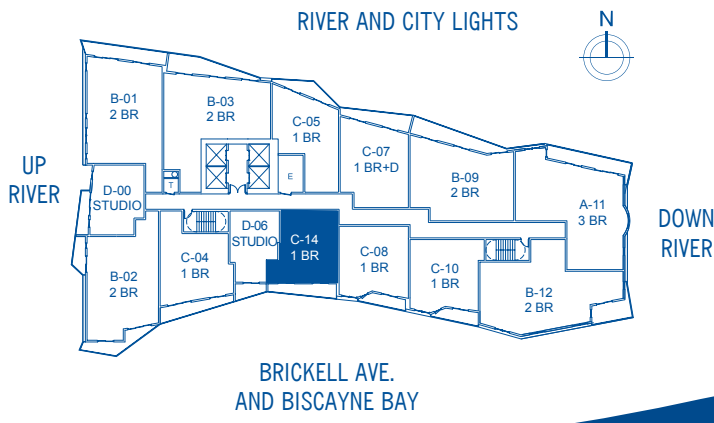 RIVER AND CITY LIGHTS
N
B-01
2 BR
B-03
2 BR
C-05
1 BR
C-07
1 BR+D
B-09
2 BR
A-11
3 BR
UP
RIVER
T
E
D-00
STUDIO
DOWN
RIVER
B-02
2 BR
C-04
1 BR
D-06
STUDIO
C-14
1 BR
C-08
1 BR
C-10
1 BR
B-12
2 BR
BRICKELL AVE.
AND BISCAYNE BAY